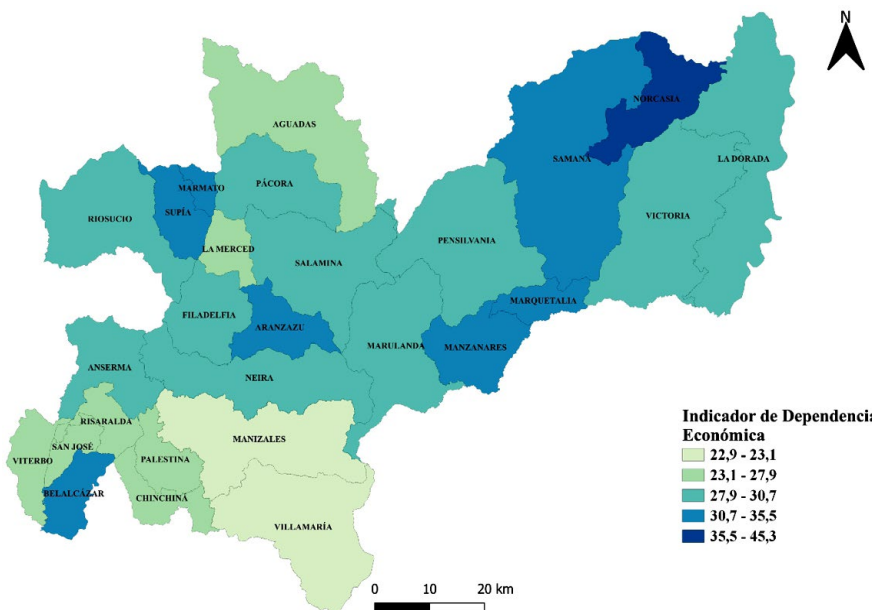 N
NORCASIA
AGUADAS
SAMANÁ
LA DORADA
MARMATO
PÁCORA
SUPÍA
RIOSUCIO
VICTORIA
PENSILVANIA
LA MERCED
SALAMINA
MARQUETALIA
FILADELFIA
ARANZAZU
MARULANDA
MANZANARES
ANSERMA
NEIRA
RISARALDA
MANIZALES
SAN JOSÉ
VITERBO
PALESTINA
BELALCÁZAR
CHINCHINÁ
VILLAMARÍA
Indicador de Dependencia
Económica
22,9 - 23,1
23,1 - 27,9
27,9 - 30,7
30,7 - 35,5
35,5 - 45,3
0 10 20 km